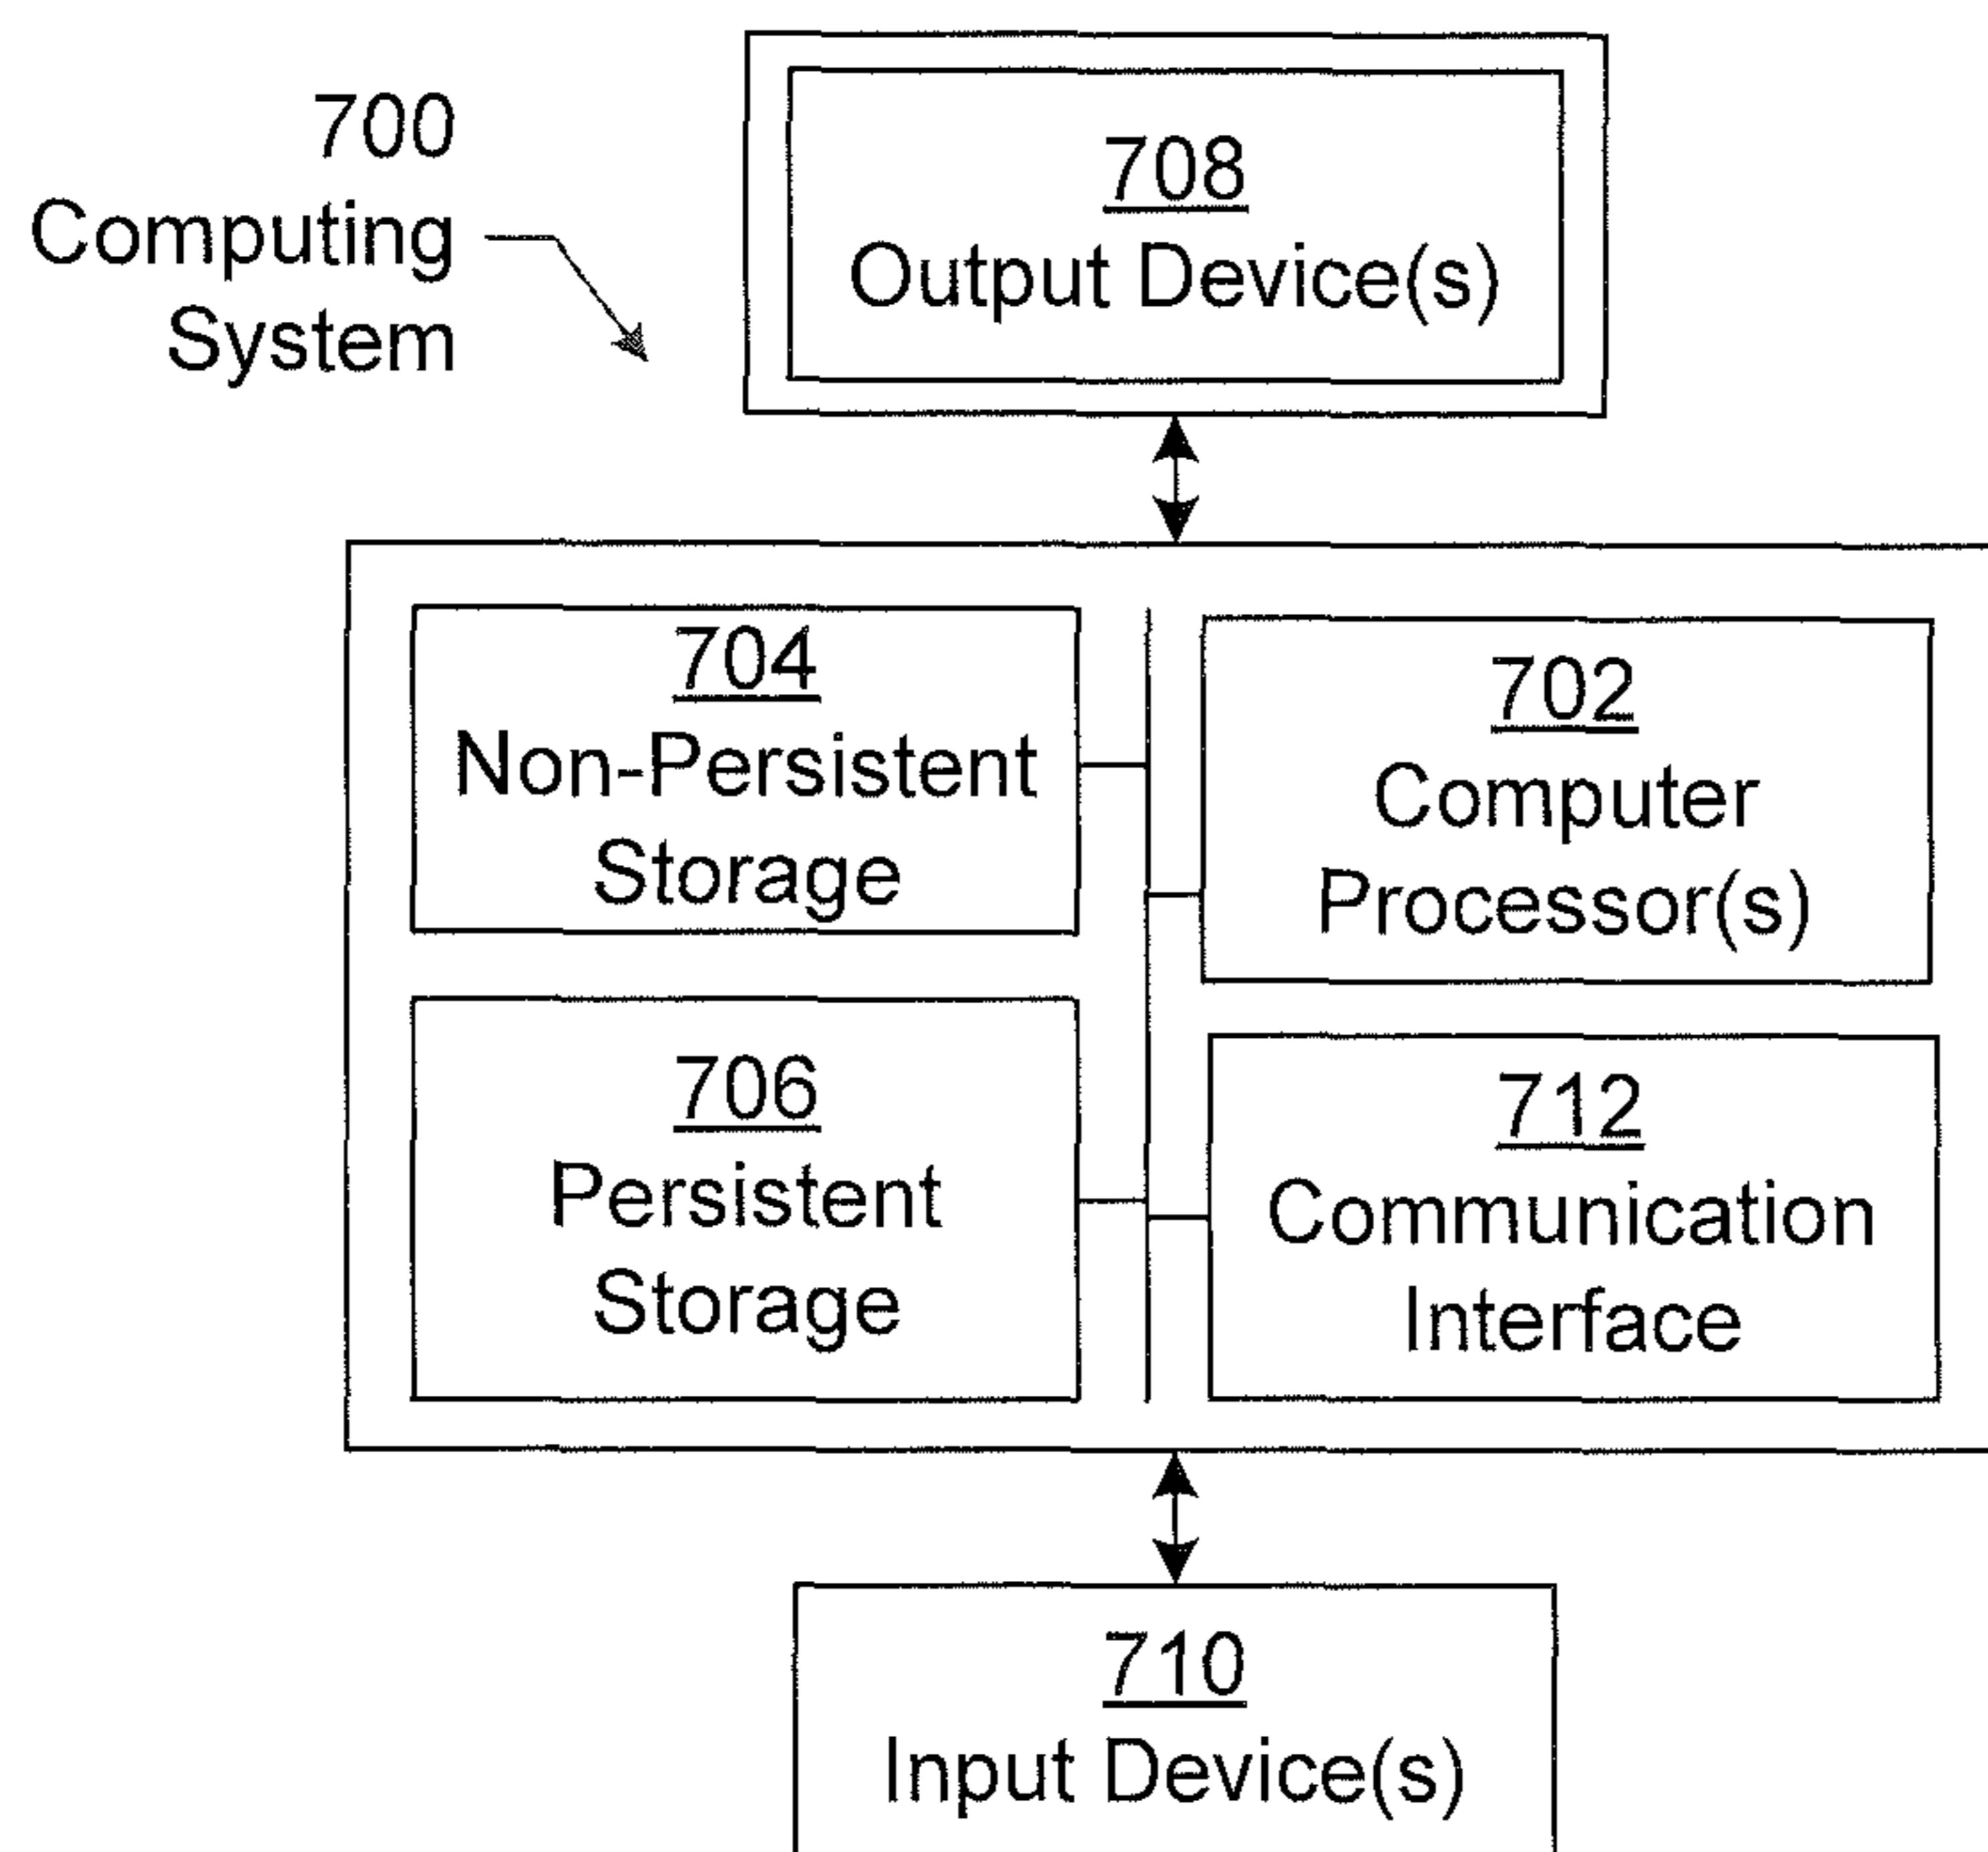 700
Computing
System
708
Output Device(s)
704
Non-Persistent
Storage
702
Computer
Processor(s)
706
Persistent
Storage
712
Communication
Interface
710
Input Device(s)